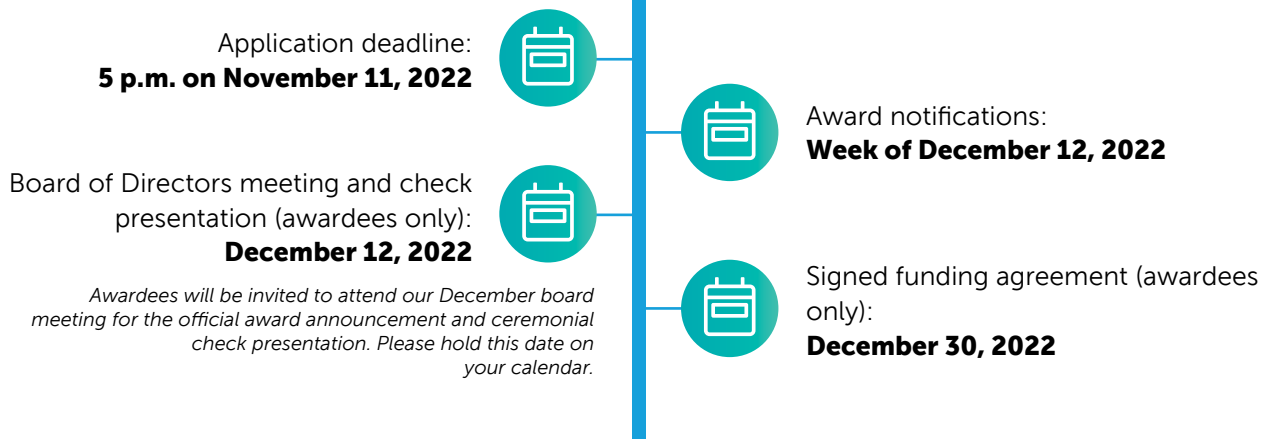 Application deadline:
5 p.m. on November 11, 2022
Award notifications:
Week of December 12, 2022
Board of Directors meeting and check
presentation (awardees only):
December 12, 2022
Awardees will be invited to attend our December board
meeting for the official award announcement and ceremonial
check presentation. Please hold this date on
your calendar.
Signed funding agreement (awardees
only):
December 30, 2022